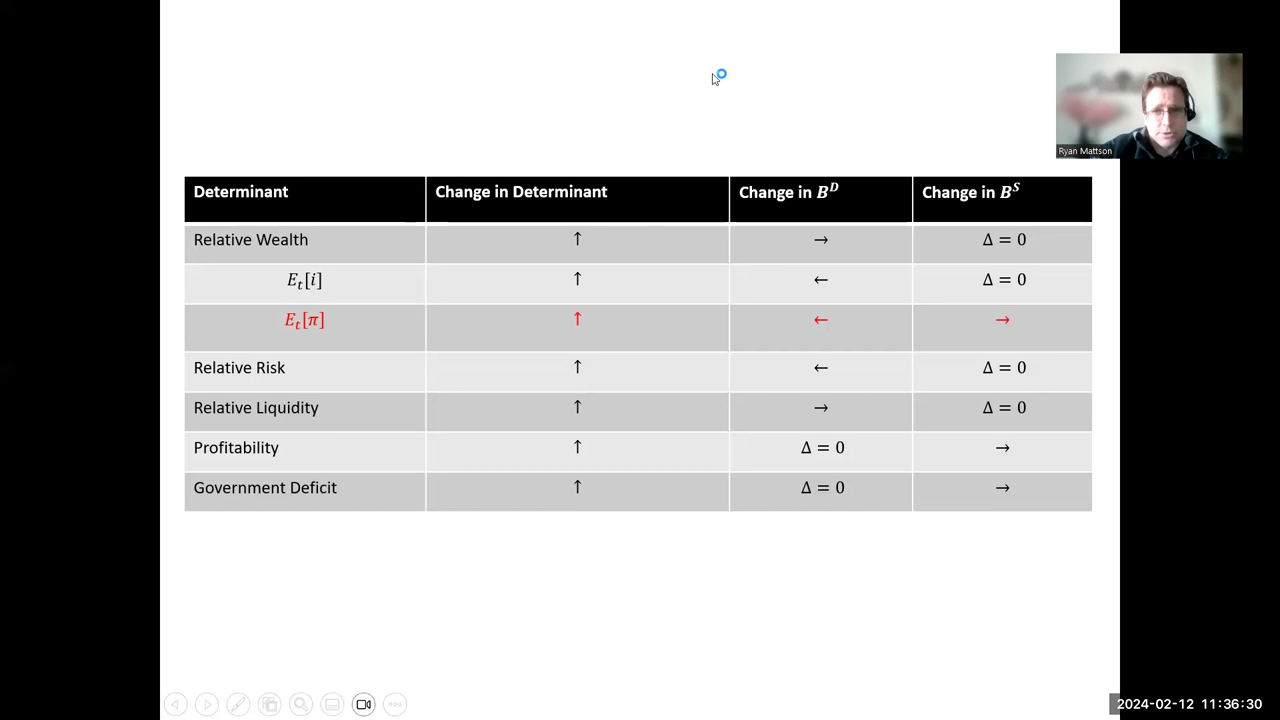 Ryan Mattson
Determinant Change in Determinant Change in B^D Change in B^S
Relative Wealth ↑ → Δ = 0
E_t[i] ↑ ← Δ = 0
E_t[π] ↑ ← →
Relative Risk ↑ ← Δ = 0
Relative Liquidity ↑ → Δ = 0
Profitability ↑ Δ = 0 →
Government Deficit ↑ Δ = 0 →
2024-02-12 11:36:30